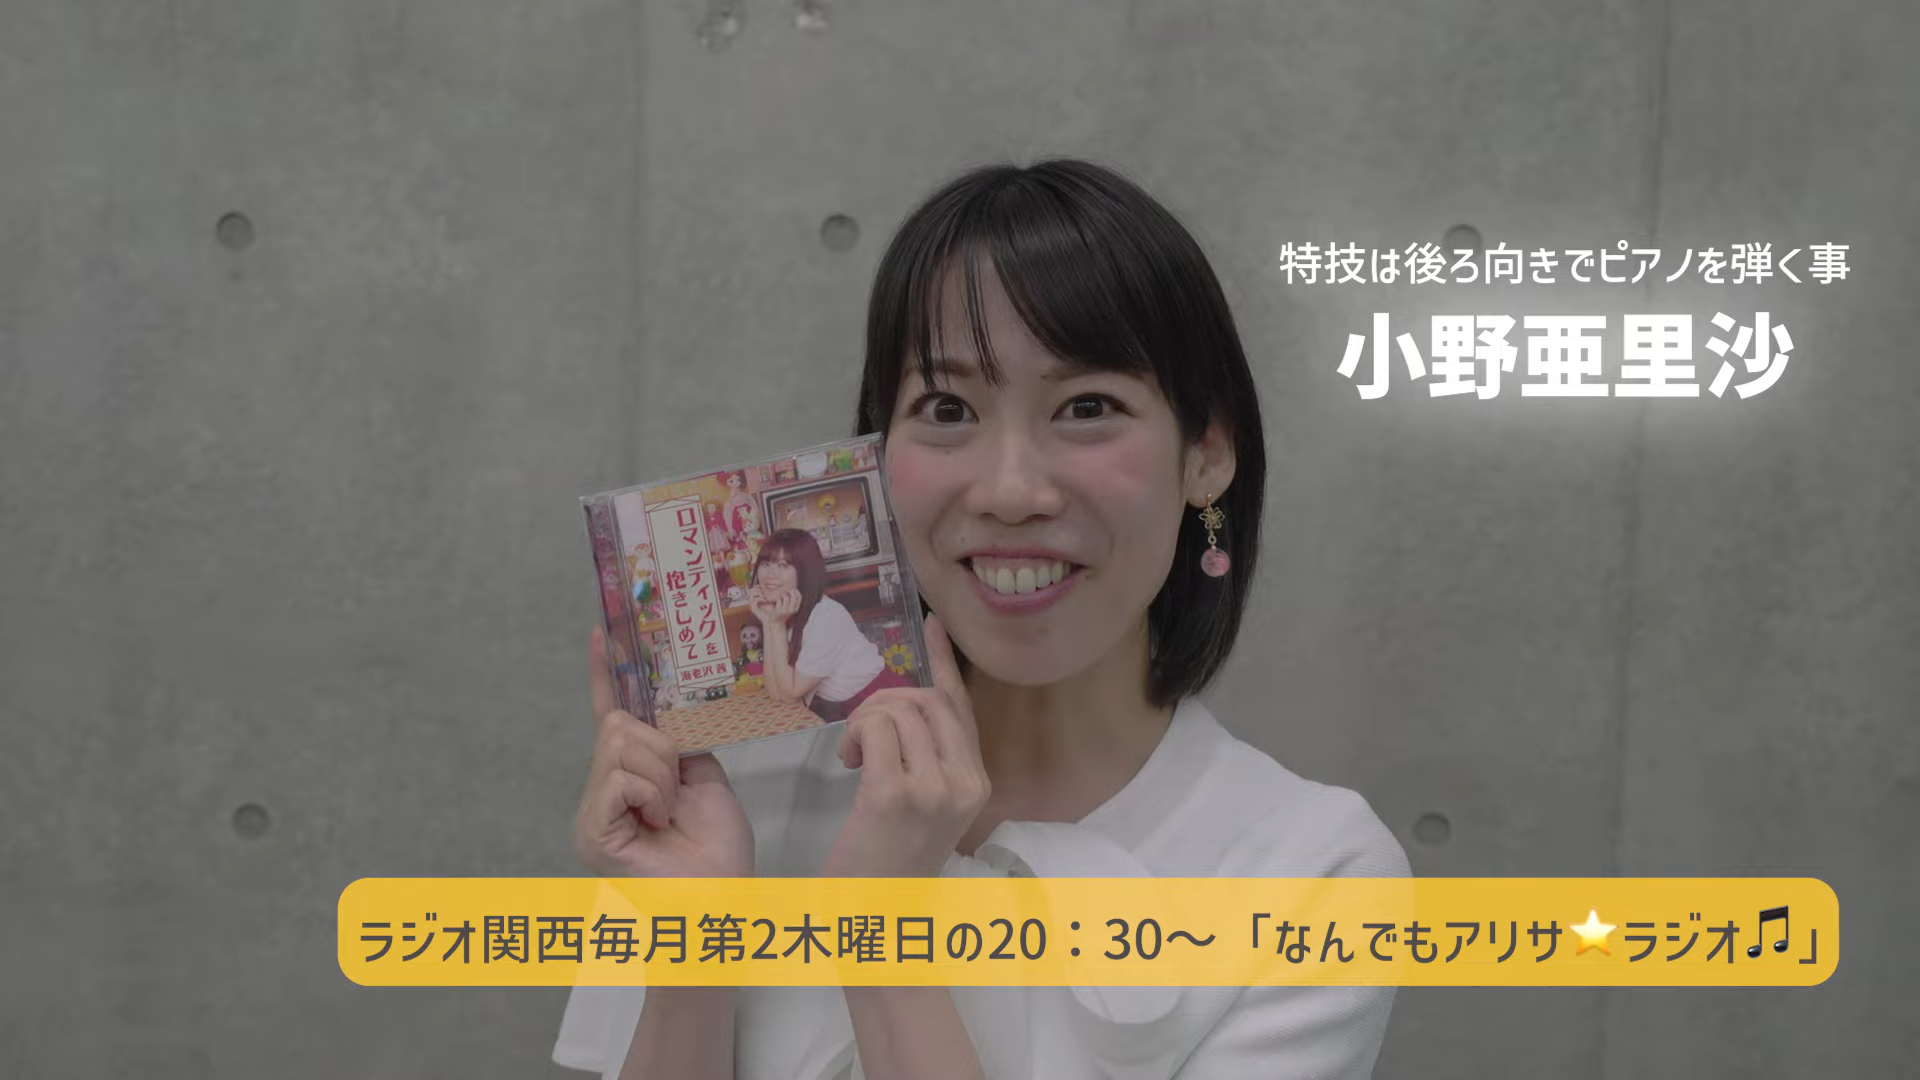 特技は後ろ向きでピアノを弾く事
小野亜里沙
ロマンティックを
抱きしめて
海老沢 茜
ラジオ関西毎月第2木曜日の20：30～「なんでもアリサ⭐ラジオ🎵」